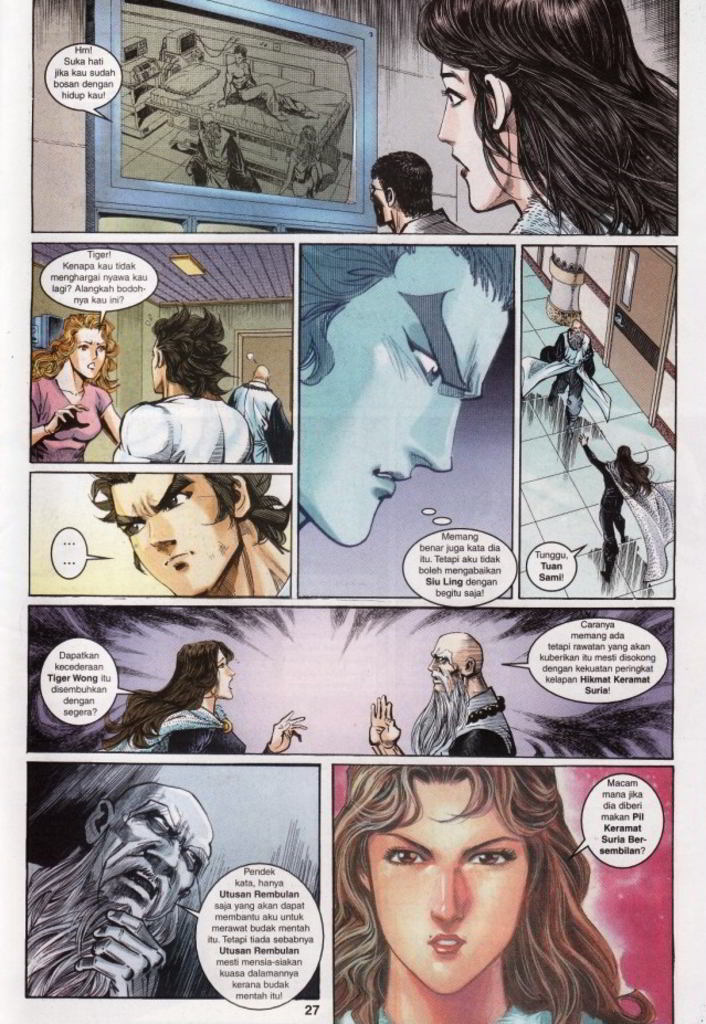 Hm!
Suka hati
jika kau sudah
bosan dengan
hidup kau!
Tiger!
Kenapa kau tidak
menghargai nyawa kau
lagi? Alangkah bodoh-
nya kau ini?
...
...
Memang
benar juga kata dia
itu. Tetapi aku tidak
boleh mengabaikan
Siu Ling dengan
begitu saja!
Tunggu,
Tuan
Sami!
Dapatkan
kecederaan
Tiger Wong itu
disembuhkan
dengan
segera?
Caranya
memang ada
tetapi rawatan yang aku
kuberikan itu mesti disokong
dengan kekuatan peringkat
kelapan Hikmat Keramat
Suria!
Pendek
kata, hanya
Utusan Rembulan
saja yang akan dapat
membantu aku untuk
merawat budak mentah
itu. Tetapi tiada sebabnya
Utusan Rembulan
mesti mensia-siakan
kuasa dalamannya
kerana budak
mentah itu!
Macam
mana jika
dia diberi
makan Pil
Keramat
Suria Ber-
sembilan?
27